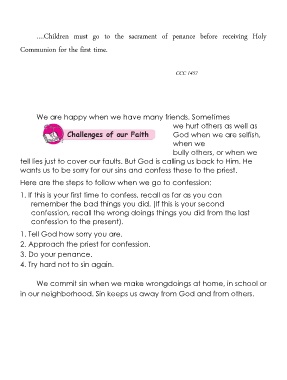 ....Children must go to the sacrament of penance before receiving Holy
Communion for the first time.
CCC 1457
We are happy when we have many friends. Sometimes
we hurt others as well as
Challenges of our Faith
God when we are selfish,
when we
bully others, or when we
tell lies just to cover our faults. But God is calling us back to Him. He
wants us to be sorry for our sins and confess these to the priest.
Here are the steps to follow when we go to confession:
1. If this is your first time to confess, recall as far as you can
remember the bad things you did. (If this is your second
confession, recall the wrong doings things you did from the last
confession to the present).
1. Tell God how sorry you are.
2. Approach the priest for confession.
3. Do your penance.
4. Try hard not to sin again.
We commit sin when we make wrongdoings at home, in school or
in our neighborhood. Sin keeps us away from God and from others.